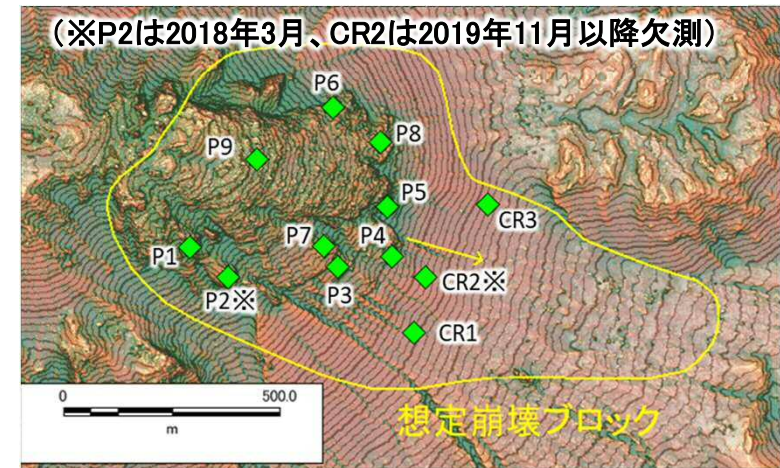 (※P2は2018年3月、CR2は2019年11月以降欠測)
P6
P8
P9
P5
CR3
P7
P4
P1
P2※
P3
CR2※
CR1
0 500.0
m
想定崩壊ブロック